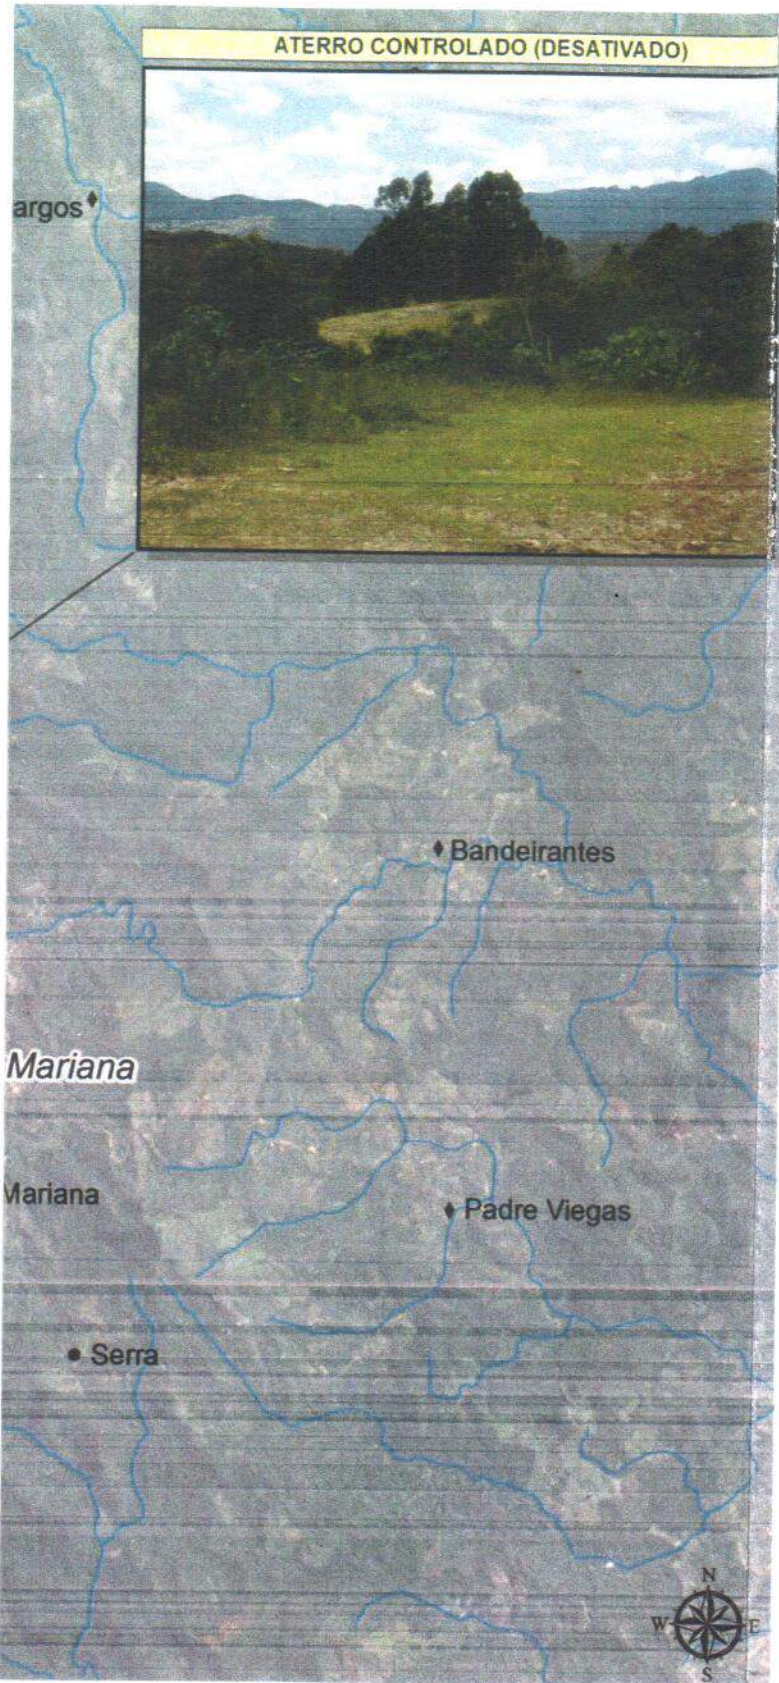 ATERRO CONTROLADO (DESATIVADO)
argos
Bandeirantes
Mariana
Mariana
Padre Viegas
Serra
N
W
E
S